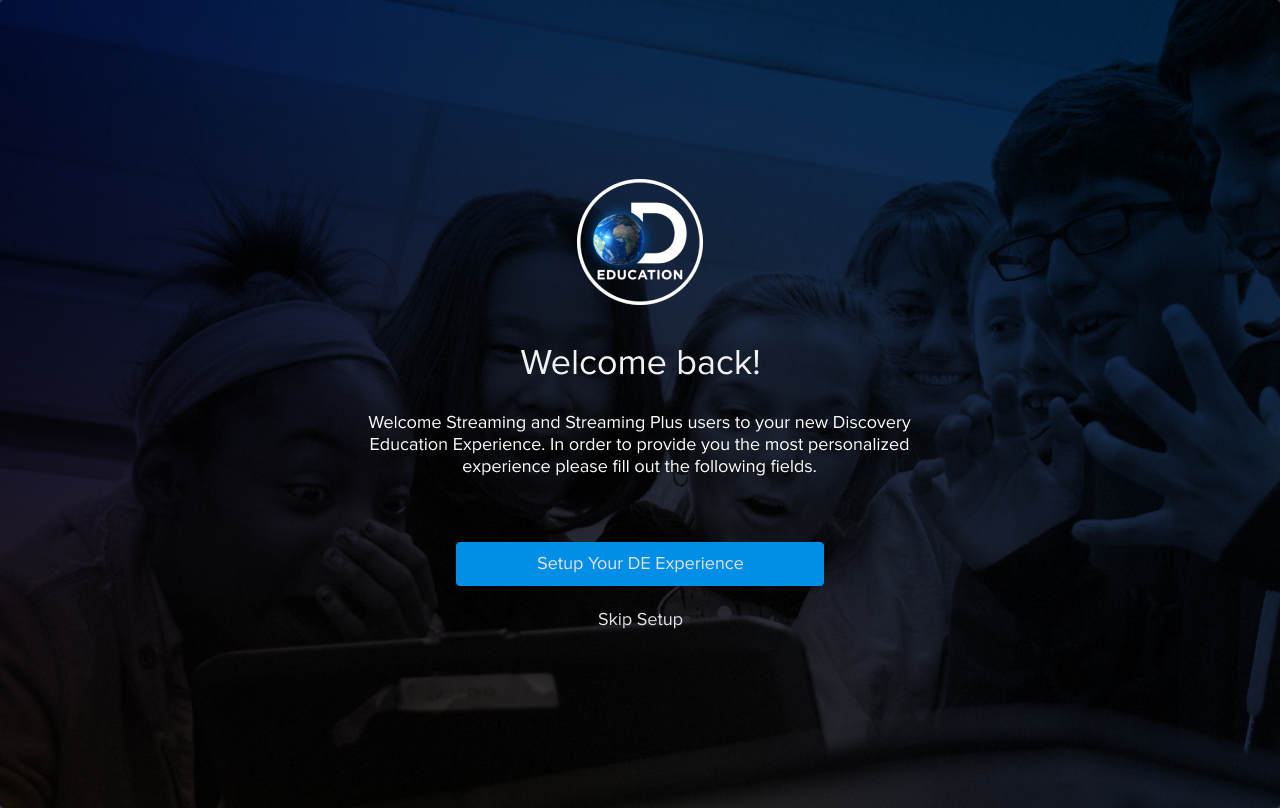 EDUCATION
Welcome back!
Welcome Streaming and Streaming Plus users to your new Discovery
Education Experience. In order to provide you the most personalized
experience please fill out the following fields.
Setup Your DE Experience
Skip Setup